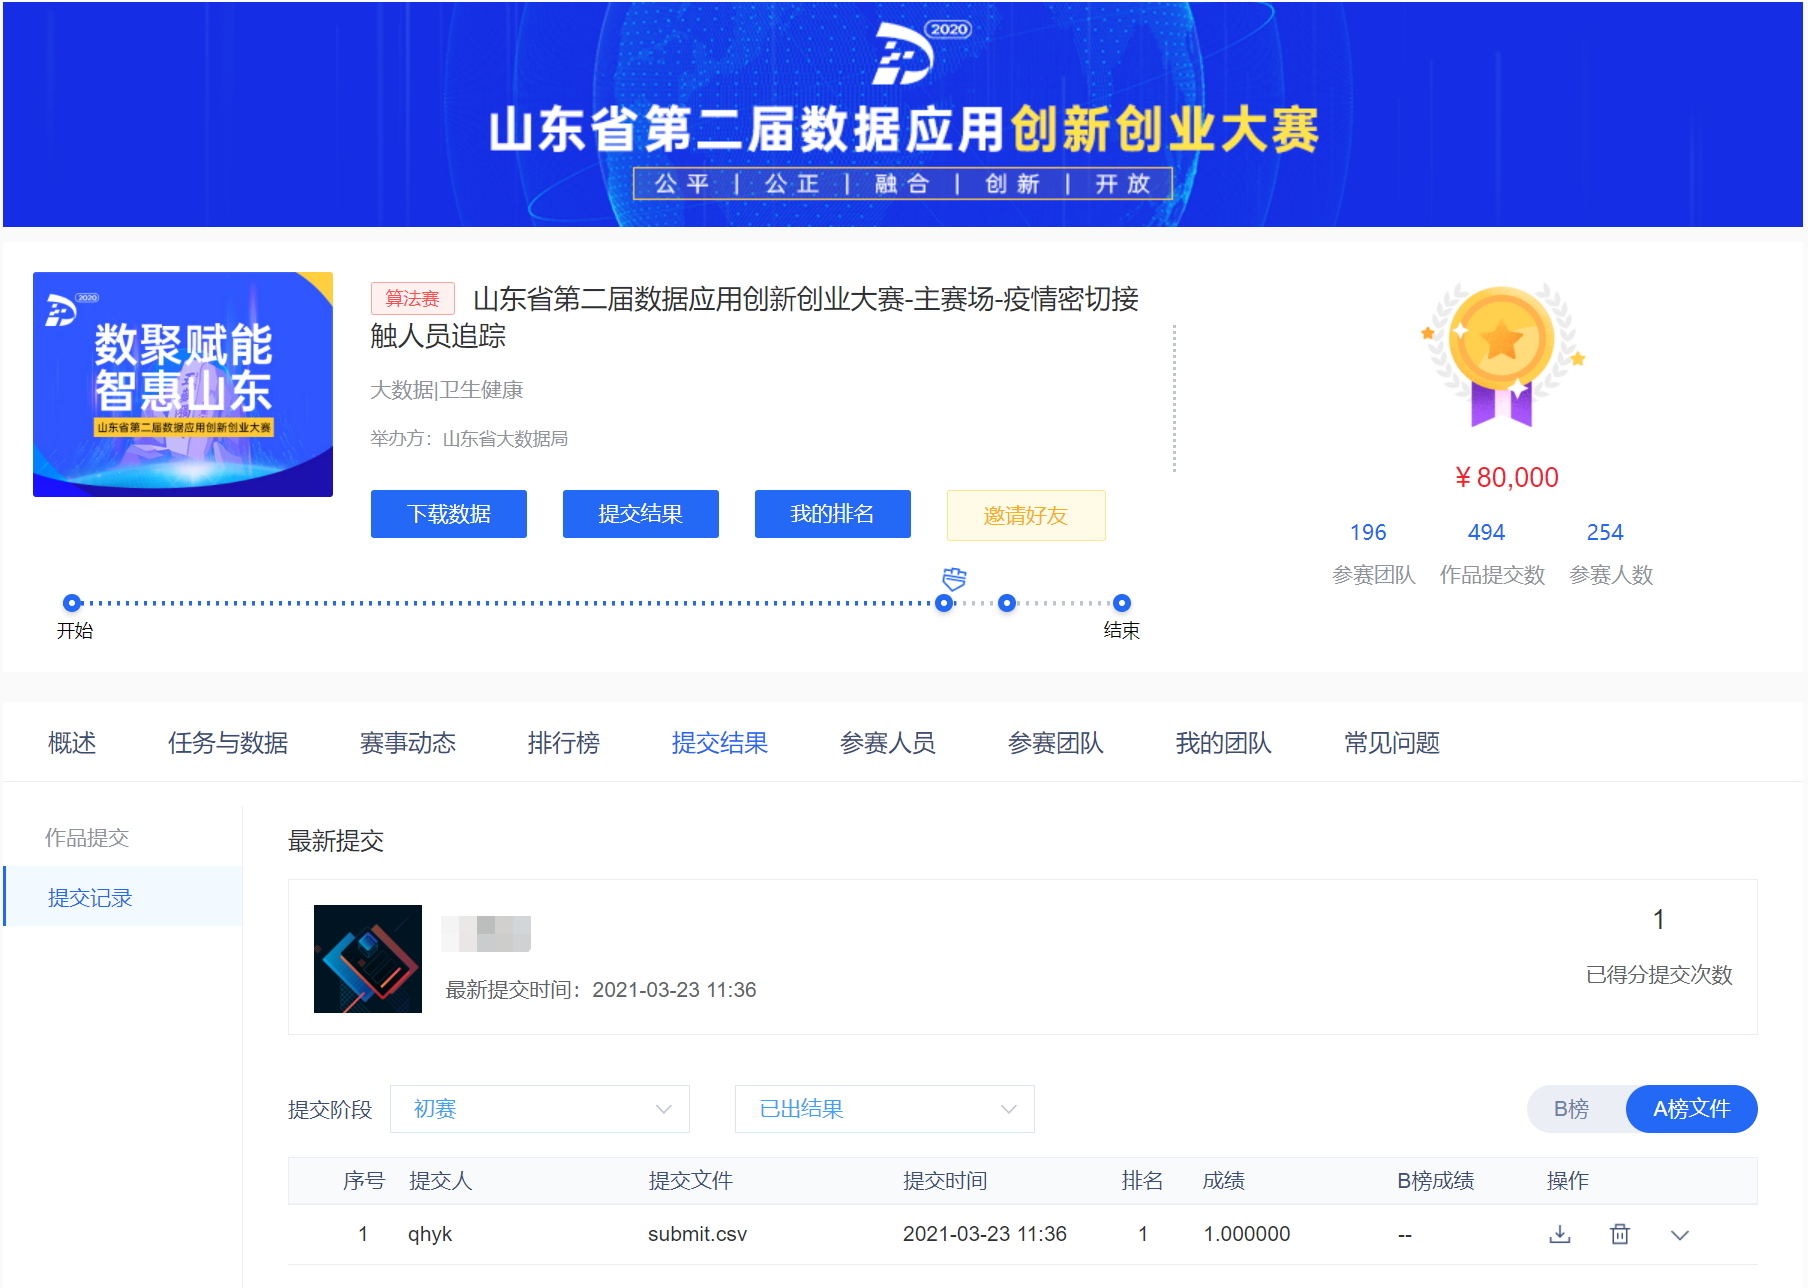 2020
山东省第二届数据应用创新创业大赛
公平 | 公正 | 融合 | 创新 | 开放
2020
数聚赋能
智惠山东
山东省第二届数据应用创新创业大赛
算法赛 山东省第二届数据应用创新创业大赛-主赛场-疫情密切接
触人员追踪
大数据|卫生健康
举办方：山东省大数据局
下载数据 提交结果 我的排名 邀请好友
开始 结束
¥ 80,000
196 494 254
参赛团队 作品提交数 参赛人数
概述 任务与数据 赛事动态 排行榜 提交结果 参赛人员 参赛团队 我的团队 常见问题
作品提交
提交记录
最新提交
最新提交时间：2021-03-23 11:36
1
已得分提交次数
提交阶段 初赛 已出结果 B榜 A榜文件
序号 提交人 提交文件 提交时间 排名 成绩 B榜成绩 操作
1 qhyk submit.csv 2021-03-23 11:36 1 1.000000 --